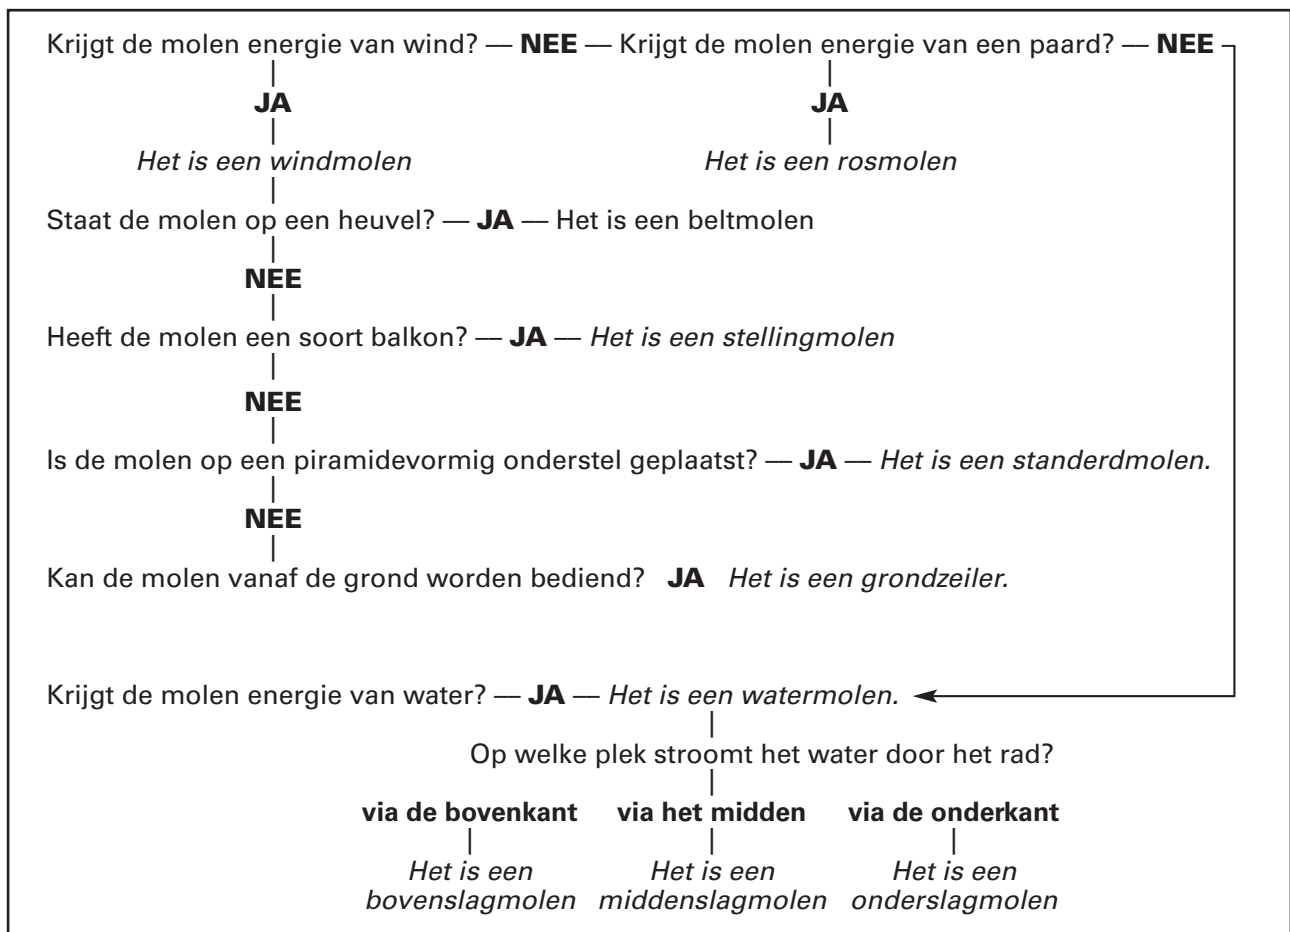 Krijgt de molen energie van wind? — NEE — Krijgt de molen energie van een paard? — NEE
JA JA
Het is een windmolen Het is een rosmolen
Staat de molen op een heuvel? — JA — Het is een beltmolen
NEE
Heeft de molen een soort balkon? — JA — Het is een stellingmolen
NEE
Is de molen op een piramidevormig onderstel geplaatst? — JA — Het is een standerdmolen.
NEE
Kan de molen vanaf de grond worden bediend? JA Het is een grondzeiler.
Krijgt de molen energie van water? — JA — Het is een watermolen.
Op welke plek stroomt het water door het rad?
via de bovenkant via het midden via de onderkant
Het is een Het is een Het is een
bovenslagmolen middenslagmolen onderslagmolen